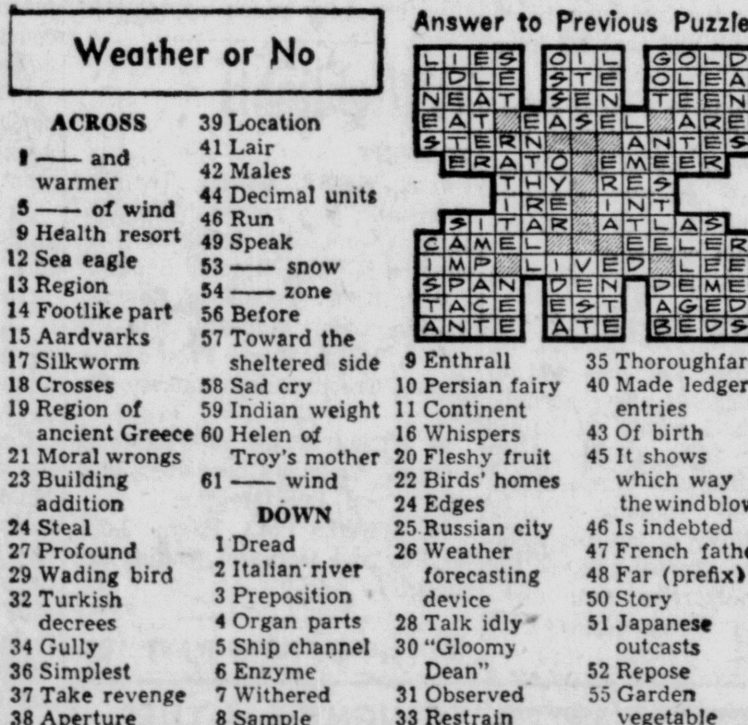 Weather or No
ACROSS
1 — and
warmer
5 — of wind
9 Health resort
12 Sea eagle
13 Region
14 Footlike part
15 Aardvarks
17 Silkworm
18 Crosses
19 Region of
ancient Greece
21 Moral wrongs
23 Building
addition
24 Steal
27 Profound
29 Wading bird
32 Turkish
decrees
34 Gully
36 Simplest
37 Take revenge
38 Aperture
39 Location
41 Lair
42 Males
44 Decimal units
46 Run
49 Speak
53 — snow
54 — zone
56 Before
57 Toward the
sheltered side
58 Sad cry
59 Indian weight
60 Helen of
Troy's mother
61 — wind
DOWN
1 Dread
2 Italian river
3 Preposition
4 Organ parts
5 Ship channel
6 Enzyme
7 Withered
8 Sample
Answer to Previous Puzzle
LIES OIL GOLD
IDLE STE OLEA
NEAT SEN TEEN
EAT EASEL ARE
STERN ANTES
ERATO EMEER
THY RES
IRE INT
SITAR ATLAS
CAMEL EELER
IMP LIVED LEE
SPAN DEN DEME
TACE EST AGED
ANTE ATE BEDS
9 Enthrall
10 Persian fairy
11 Continent
16 Whispers
20 Fleshy fruit
22 Birds' homes
24 Edges
25 Russian city
26 Weather
forecasting
device
28 Talk idly
30 "Gloomy
Dean"
31 Observed
33 Restrain
35 Thoroughfar
40 Made ledger
entries
43 Of birth
45 It shows
which way
thewindblow
46 Is indebted
47 French fathe
48 Far (prefix)
50 Story
51 Japanese
outcasts
52 Repose
55 Garden
vegetable